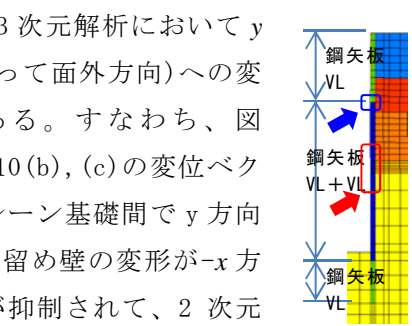 3 次元解析において y
って面外方向)への変
ある。すなわち、図
10(b),(c)の変位ベク
ーン基礎間で y 方向
留め壁の変形が-x 方
が抑制されて、2 次元
鋼矢板
VL
鋼矢板
VL＋VL
鋼矢板
VL